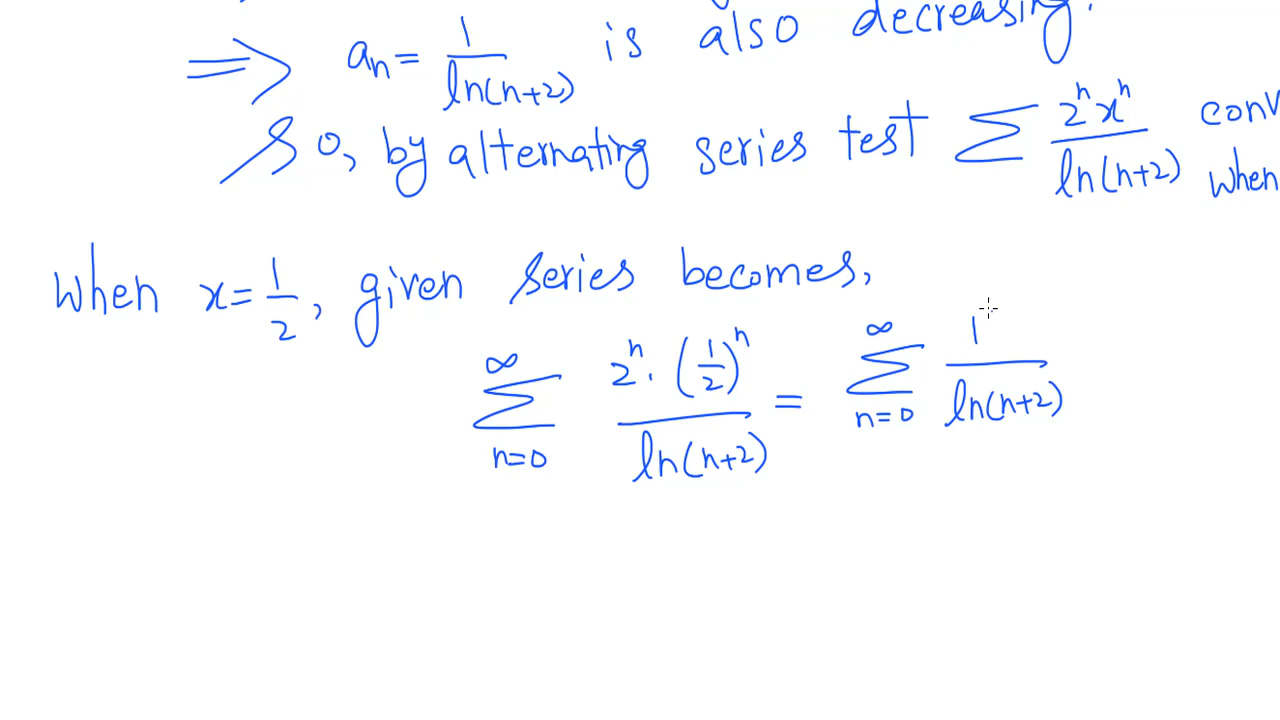 ⇒ aₙ = 1/ln(n+2) is also decreasing.
So, by alternating series test ∑ 2ⁿxⁿ/ln(n+2) conv
when
When x = 1/2, given series becomes,
∑_{n=0}^{∞} 2ⁿ·(1/2)ⁿ/ln(n+2) = ∑_{n=0}^{∞} 1/ln(n+2)